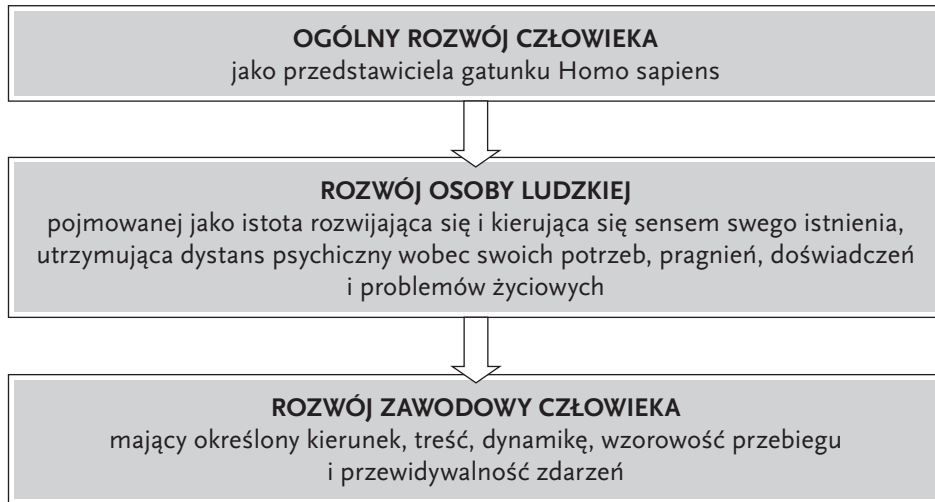 OGÓLNY ROZWÓJ CZŁOWIEKA
jako przedstawiciela gatunku Homo sapiens
ROZWÓJ OSOBY LUDZKIEJ
pojmowanej jako istota rozwijająca się i kierująca się sensem swego istnienia,
utrzymująca dystans psychiczny wobec swoich potrzeb, pragnień, doświadczeń
i problemów życiowych
ROZWÓJ ZAWODOWY CZŁOWIEKA
mający określony kierunek, treść, dynamikę, wzorowość przebiegu
i przewidywalność zdarzeń